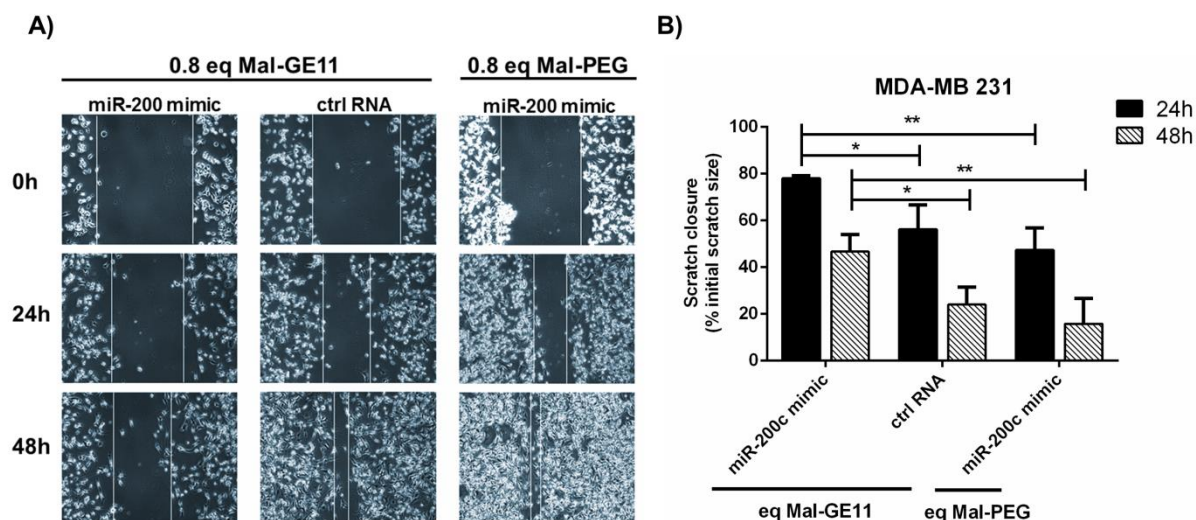 A)
0.8 eq Mal-GE11
0.8 eq Mal-PEG
miR-200 mimic
ctrl RNA
miR-200 mimic
0h
24h
48h
B)
MDA-MB 231
24h
48h
**
*
**
*
Scratch closure
(% initial scratch size)
100
80
60
40
20
0
miR-200c mimic
ctrl RNA
miR-200c mimic
eq Mal-GE11
eq Mal-PEG